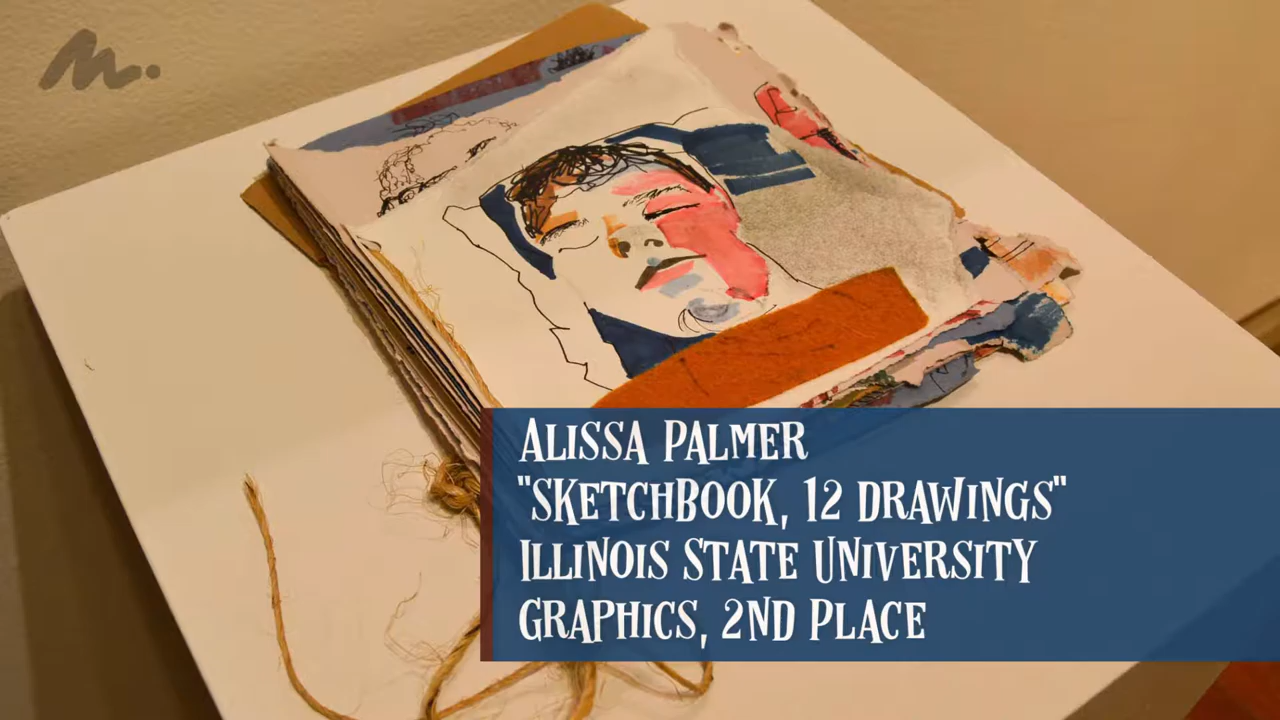 M.
ALISSA PALMER
"SKETCHBOOK, 12 DRAWINGS"
ILLINOIS STATE UNIVERSITY
GRAPHICS, 2ND PLACE